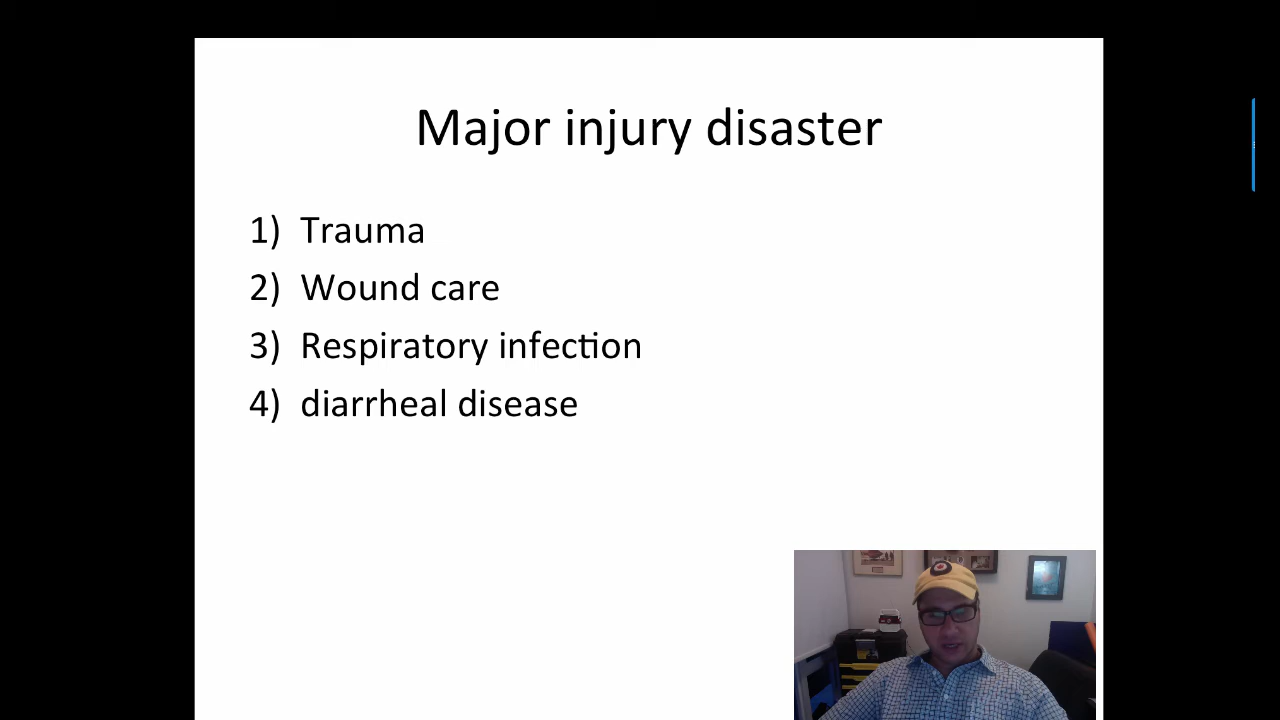 Major injury disaster
1) Trauma
2) Wound care
3) Respiratory infection
4) diarrheal disease